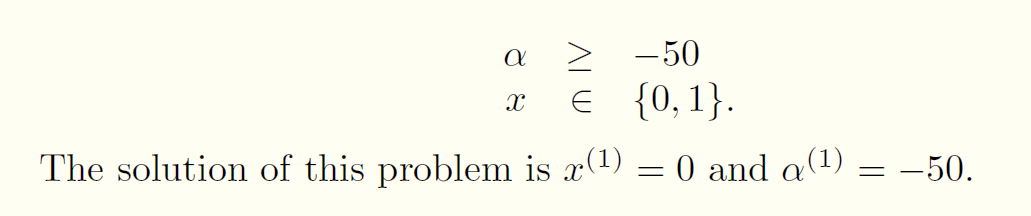 α ≥ −50
x ∈ {0, 1}.
The solution of this problem is x⁽¹⁾ = 0 and α⁽¹⁾ = −50.